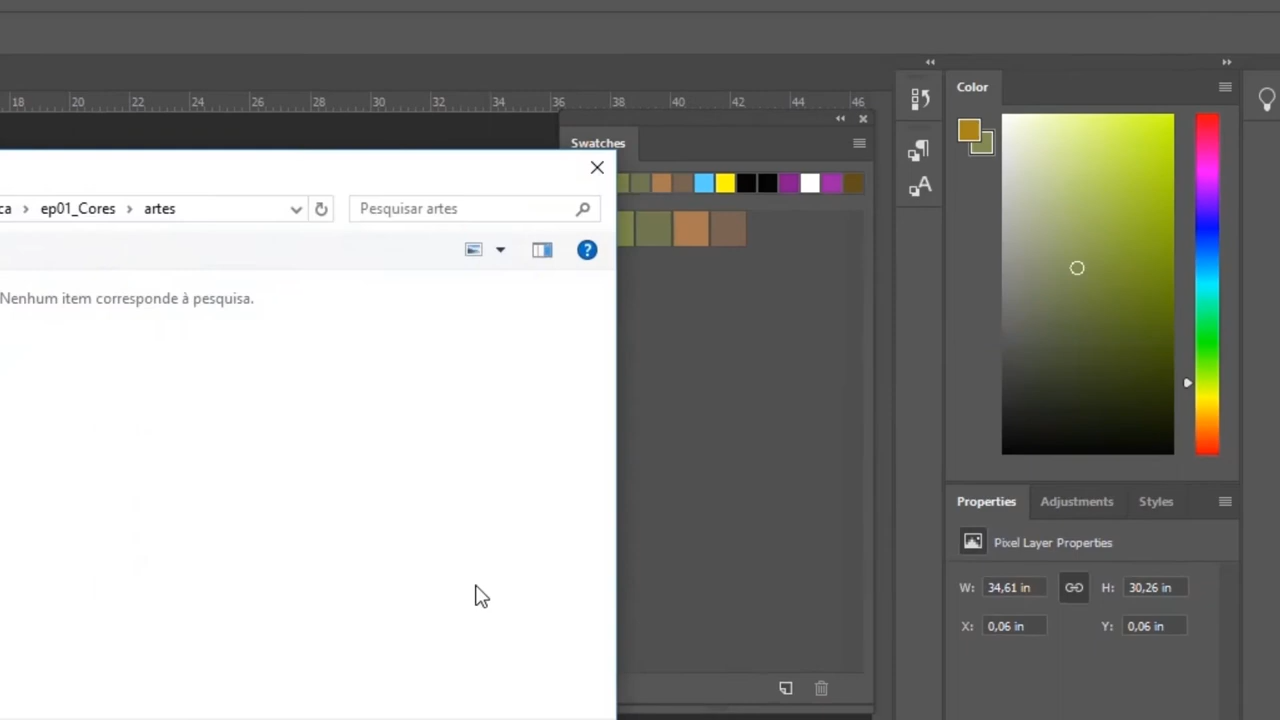 18 20 22 24 26 28 30 32 34 36 38 40 42 44 46
Color
Swatches
ca > ep01_Cores > artes
Pesquisar artes
?
Nenhum item corresponde à pesquisa.
Properties Adjustments Styles
Pixel Layer Properties
W: 34,61 in H: 30,26 in
X: 0,06 in Y: 0,06 in